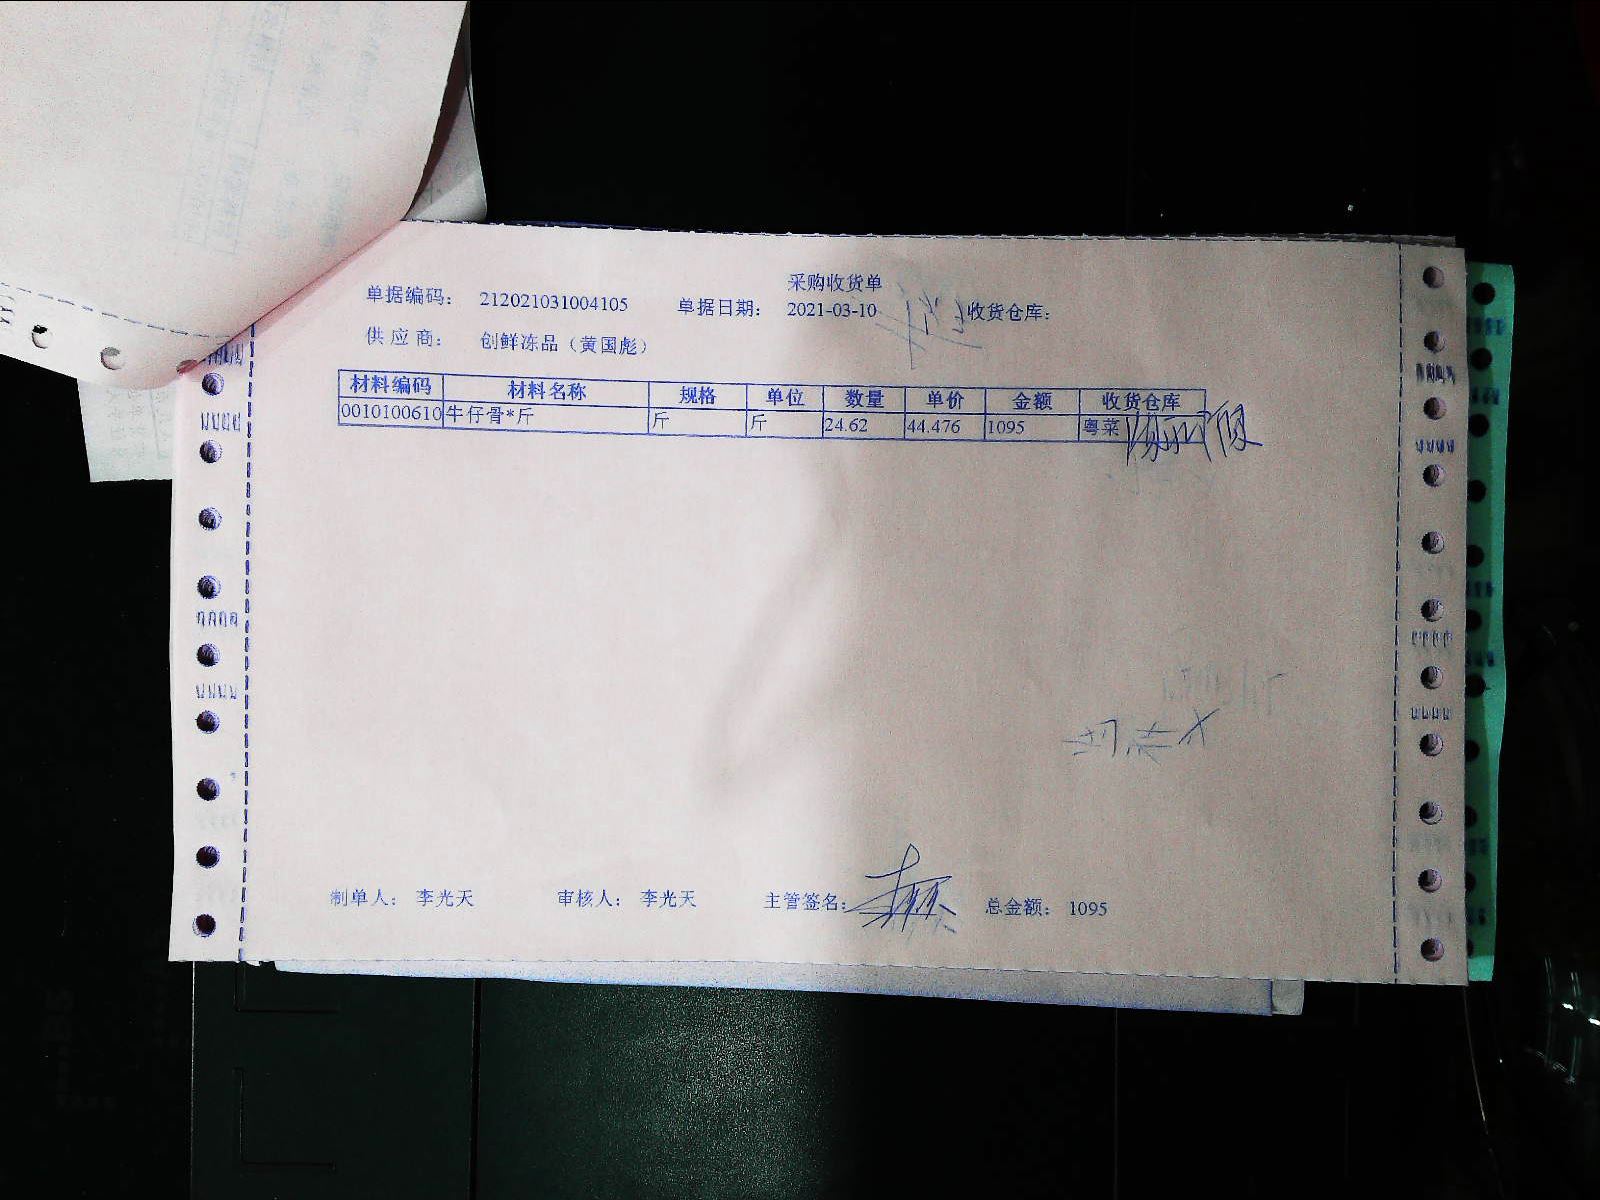 采购收货单
单据编码： 212021031004105 单据日期： 2021-03-10 收货仓库：
供 应 商： 创鲜冻品（黄国彪）
材料编码 材料名称 规格 单位 数量 单价 金额 收货仓库
0010100610 牛仔骨*斤 斤 斤 24.62 44.476 1095 粤菜
制单人： 李光天 审核人： 李光天 主管签名： 总金额： 1095